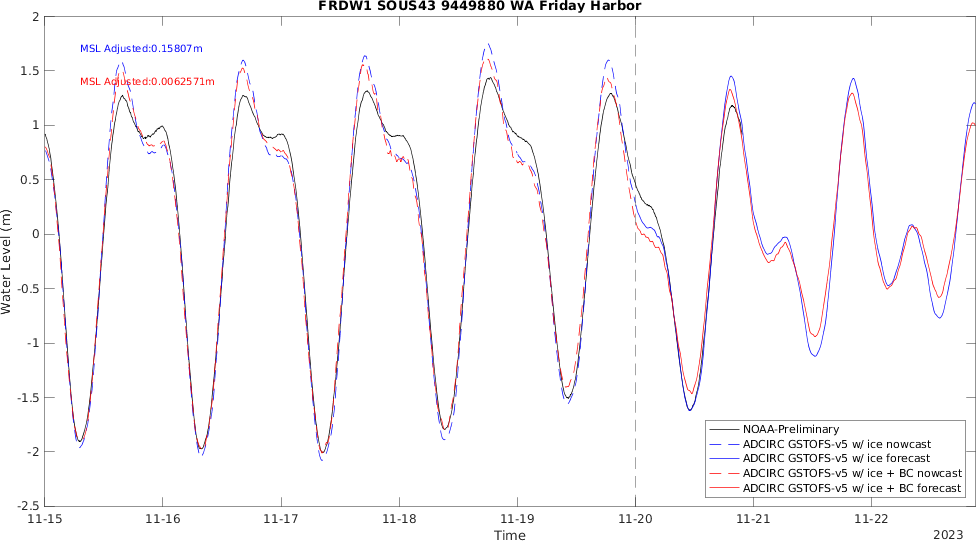 FRDW1 SOUS43 9449880 WA Friday Harbor
2
1.5
1
0.5
0
-0.5
-1
-1.5
-2
-2.5
Water Level (m)
MSL Adjusted:0.15807m
MSL Adjusted:0.0062571m
NOAA-Preliminary
ADCIRC GSTOFS-v5 w/ ice nowcast
ADCIRC GSTOFS-v5 w/ ice forecast
ADCIRC GSTOFS-v5 w/ ice + BC nowcast
ADCIRC GSTOFS-v5 w/ ice + BC forecast
11-15 11-16 11-17 11-18 11-19 11-20 11-21 11-22
Time
2023